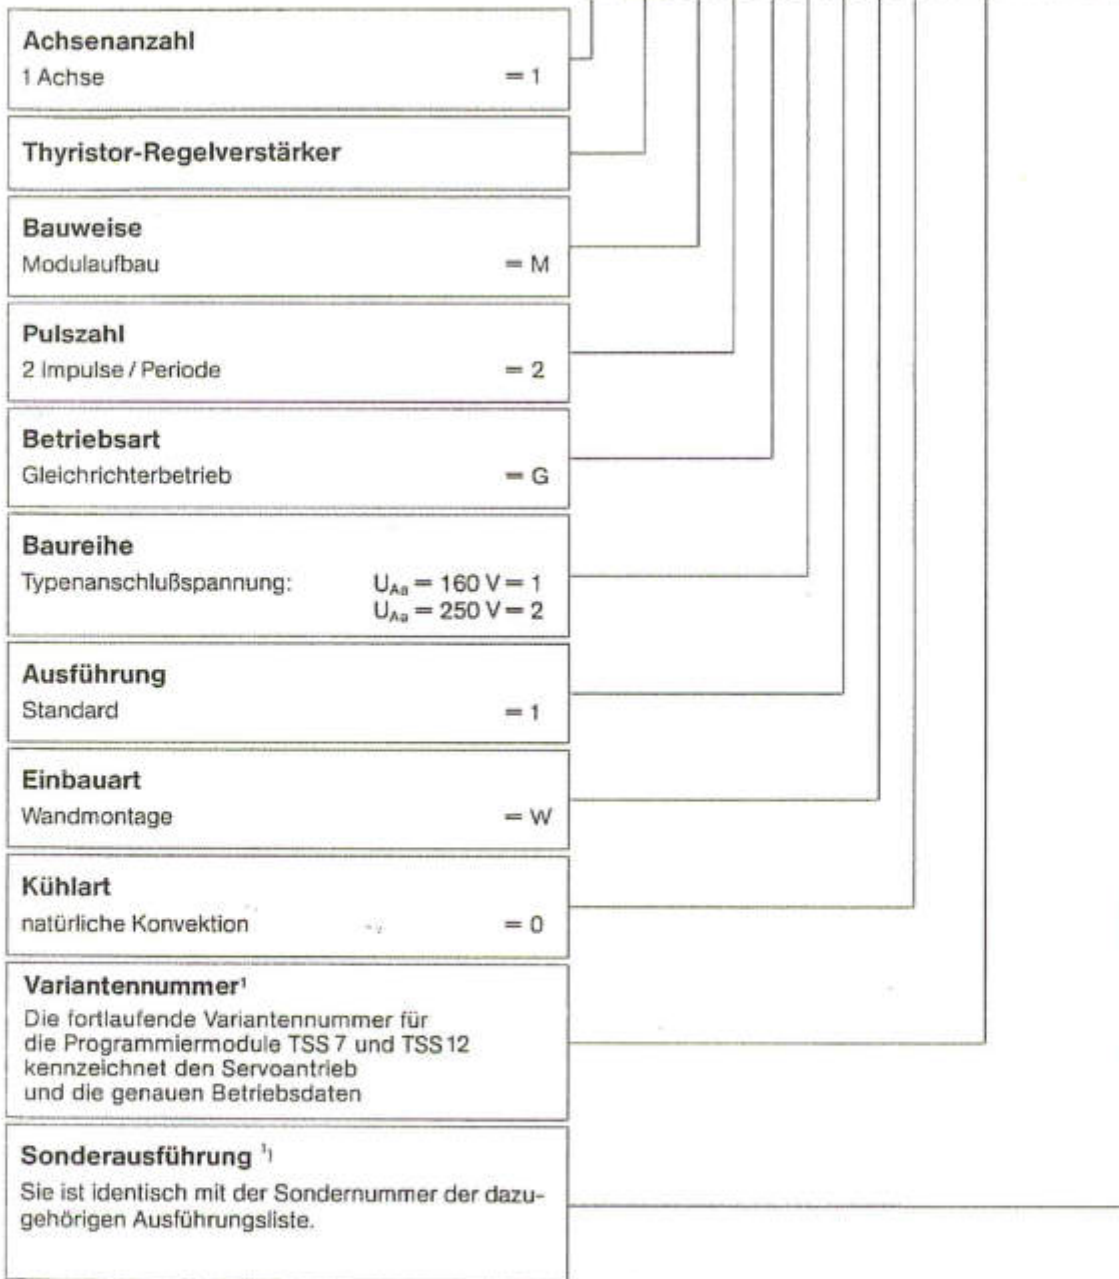 Achsenanzahl
1 Achse = 1
Thyristor-Regelverstärker
Bauweise
Modulaufbau = M
Pulszahl
2 Impulse / Periode = 2
Betriebsart
Gleichrichterbetrieb = G
Baureihe
Typenanschlußspannung: U_Aa = 160 V = 1
U_Aa = 250 V = 2
Ausführung
Standard = 1
Einbauart
Wandmontage = W
Kühlart
natürliche Konvektion = 0
Variantennummer¹
Die fortlaufende Variantennummer für
die Programmiermodule TSS 7 und TSS 12
kennzeichnet den Servoantrieb
und die genauen Betriebsdaten
Sonderausführung ¹)
Sie ist identisch mit der Sondernummer der dazu-
gehörigen Ausführungsliste.